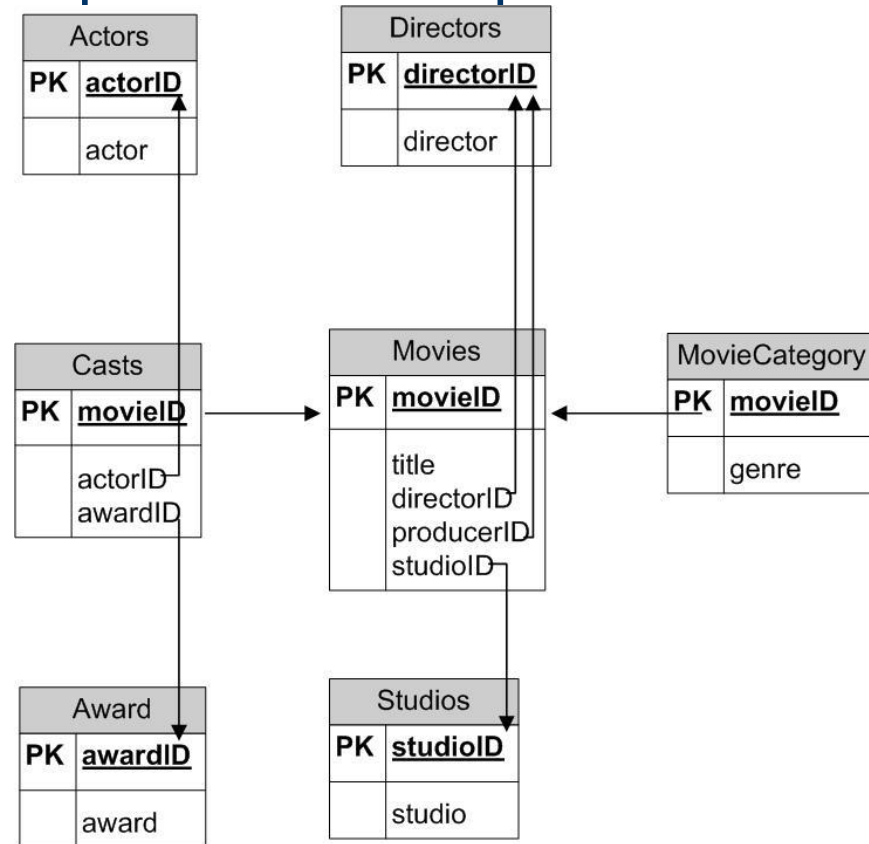 Actors
PK actorID
actor
Directors
PK directorID
director
Casts
PK movieID
actorID
awardID
Movies
PK movieID
title
directorID
producerID
studioID
MovieCategory
PK movieID
genre
Award
PK awardID
award
Studios
PK studioID
studio